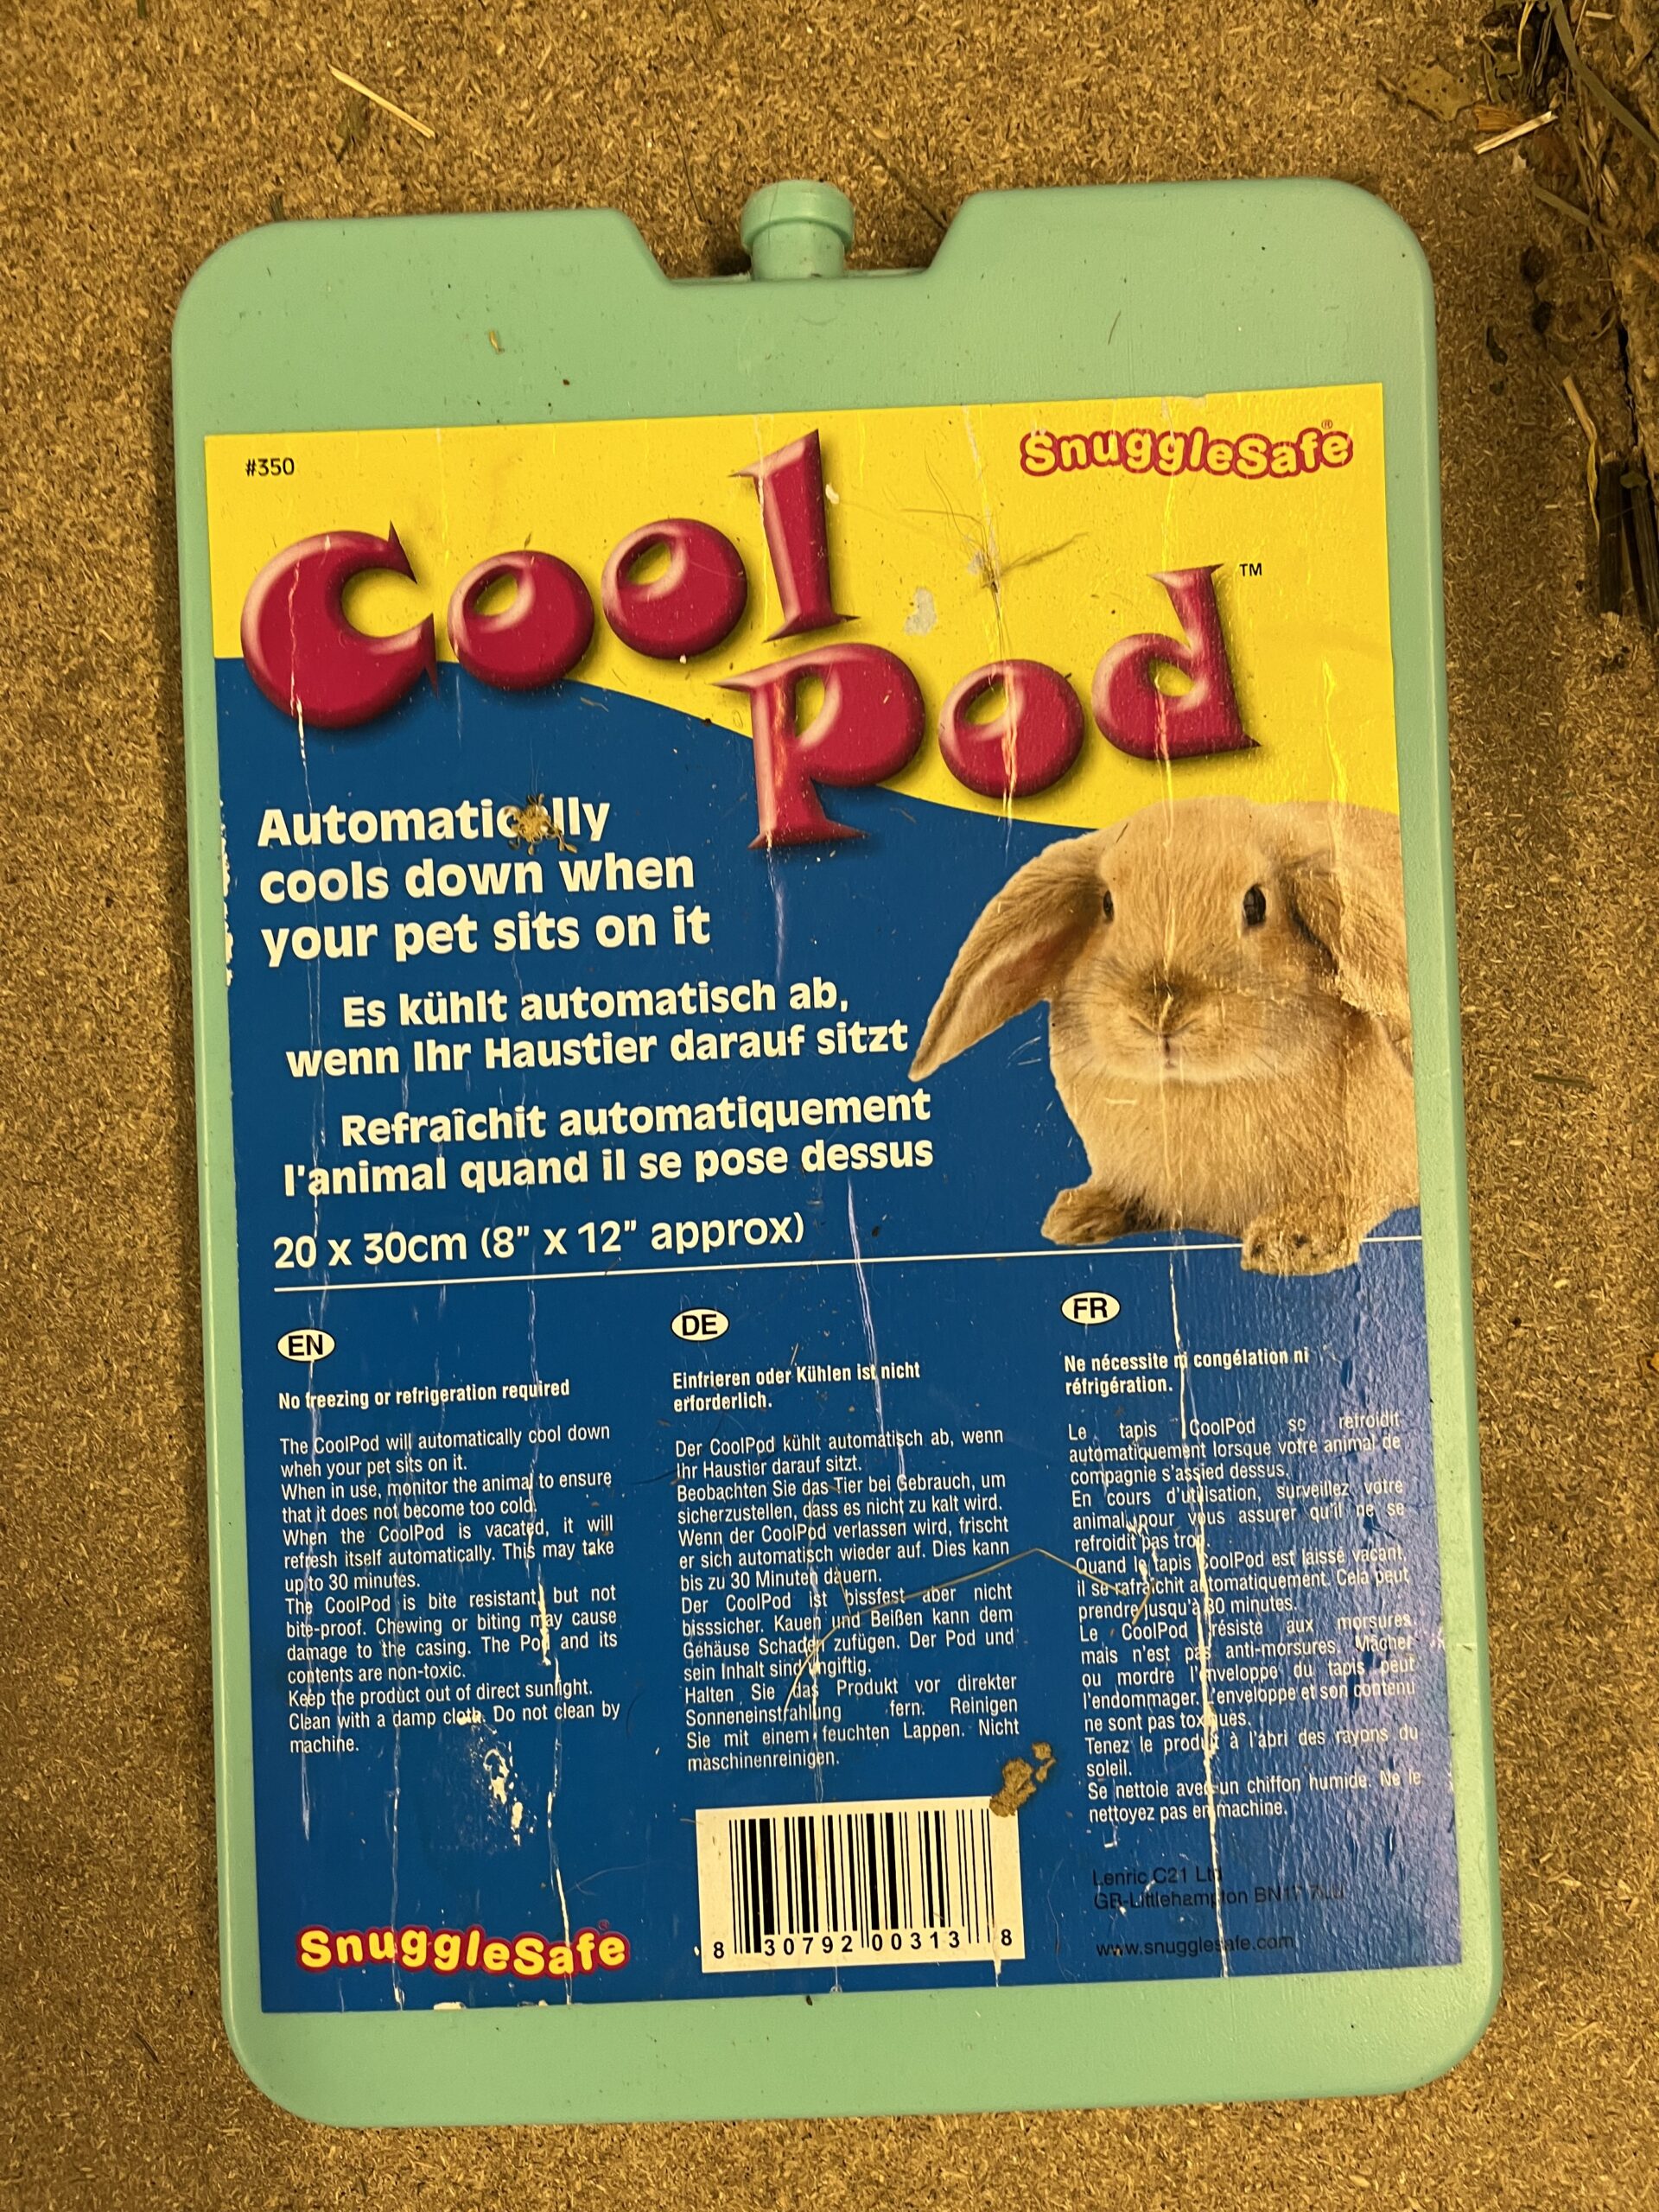 #350
SnuggleSafe®
Cool
Pod™
Automatically
cools down when
your pet sits on it
Es kühlt automatisch ab,
wenn Ihr Haustier darauf sitzt
Refraîchit automatiquement
l'animal quand il se pose dessus
20 x 30cm (8" x 12" approx)
EN
No freezing or refrigeration required
The CoolPod will automatically cool down
when your pet sits on it.
When in use, monitor the animal to ensure
that it does not become too cold.
When the CoolPod is vacated, it will
refresh itself automatically. This may take
up to 30 minutes.
The CoolPod is bite resistant but not
bite-proof. Chewing or biting may cause
damage to the casing. The Pod and its
contents are non-toxic.
Keep the product out of direct sunlight.
Clean with a damp cloth. Do not clean by
machine.
DE
Einfrieren oder Kühlen ist nicht
erforderlich.
Der CoolPod kühlt automatisch ab, wenn
Ihr Haustier darauf sitzt.
Beobachten Sie das Tier bei Gebrauch, um
sicherzustellen, dass es nicht zu kalt wird.
Wenn der CoolPod verlassen wird, frischt
er sich automatisch wieder auf. Dies kann
bis zu 30 Minuten dauern.
Der CoolPod ist bissfest aber nicht
bisssicher. Kauen und Beißen kann dem
Gehäuse Schaden zufügen. Der Pod und
sein Inhalt sind ungiftig.
Halten Sie das Produkt vor direkter
Sonneneinstrahlung fern. Reinigen
Sie mit einem feuchten Lappen. Nicht
maschinenreinigen.
FR
Ne nécessite ni congélation ni
réfrigération.
Le tapis CoolPod se refroidit
automatiquement lorsque votre animal de
compagnie s'assied dessus.
En cours d'utilisation, surveillez votre
animal pour vous assurer qu'il ne se
refroidit pas trop.
Quand le tapis CoolPod est laissé vacant,
il se rafraîchit automatiquement. Cela peut
prendre jusqu'à 30 minutes.
Le CoolPod résiste aux morsures
mais n'est pas anti-morsures. Mâcher
ou mordre l'enveloppe du tapis peut
l'endommager. L'enveloppe et son contenu
ne sont pas toxiques.
Tenez le produit à l'abri des rayons du
soleil.
Se nettoie avec un chiffon humide. Ne le
nettoyez pas en machine.
Lenric C21 Ltd
GB-Littlehampton BN17
www.snugglesafe.com
8 30792 00313 8
SnuggleSafe®